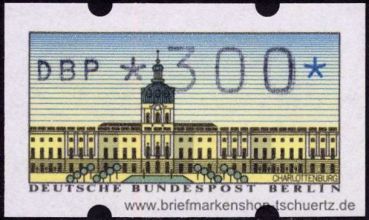 DBP *300*
CHARLOTTENBURG
DEUTSCHE BUNDESPOST BERLIN
www.briefmarkenshop-tschuertz.de